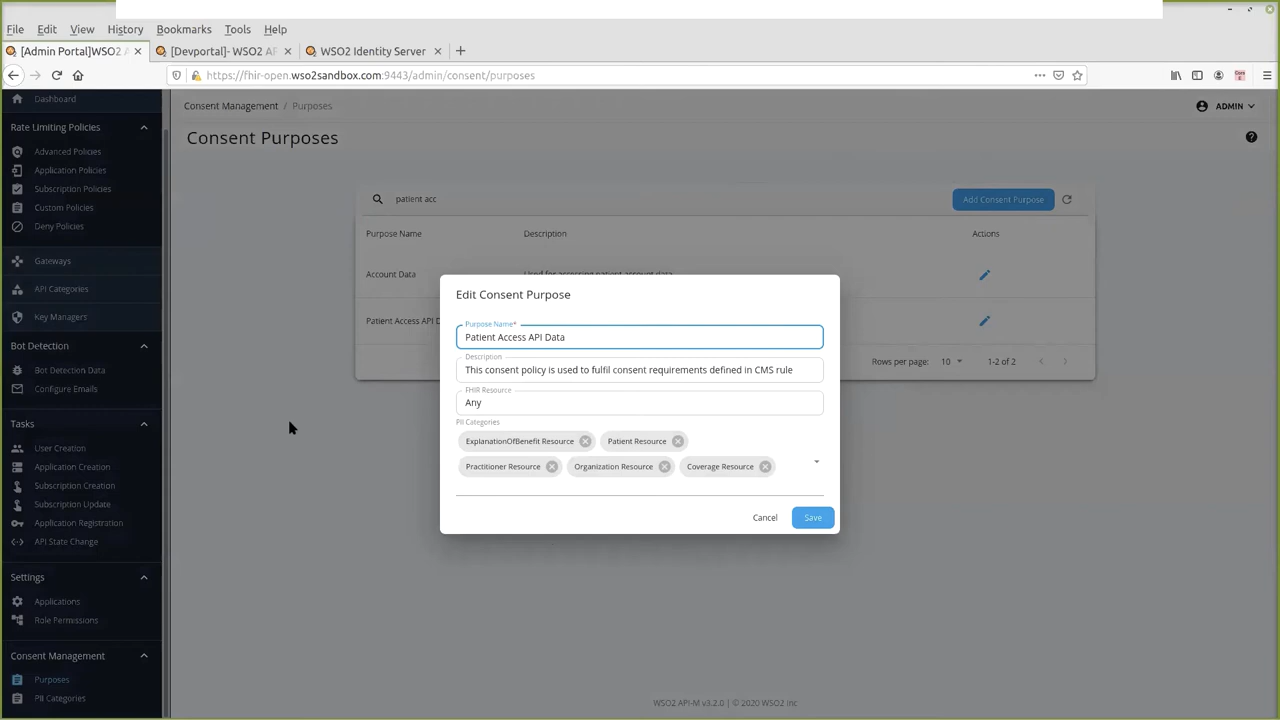 File Edit View History Bookmarks Tools Help
[Admin Portal]WSO2 A [Devportal]- WSO2 AP WSO2 Identity Server
https://fhir-open.wso2sandbox.com:9443/admin/consent/purposes
Dashboard
Rate Limiting Policies
Advanced Policies
Application Policies
Subscription Policies
Custom Policies
Deny Policies
Gateways
API Categories
Key Managers
Bot Detection
Bot Detection Data
Configure Emails
Tasks
User Creation
Application Creation
Subscription Creation
Subscription Update
Application Registration
API State Change
Settings
Applications
Role Permissions
Consent Management
Purposes
PII Categories
Consent Management / Purposes
ADMIN
Consent Purposes
patient acc
Add Consent Purpose
Purpose Name Description Actions
Account Data Used for accessing patient account data
Patient Access API D
Rows per page: 10 1-2 of 2
Edit Consent Purpose
Purpose Name*
Patient Access API Data
Description
This consent policy is used to fulfil consent requirements defined in CMS rule
FHIR Resource
Any
PII Categories
ExplanationOfBenefit Resource Patient Resource
Practitioner Resource Organization Resource Coverage Resource
Cancel Save
WSO2 API-M v3.2.0 | © 2020 WSO2 Inc